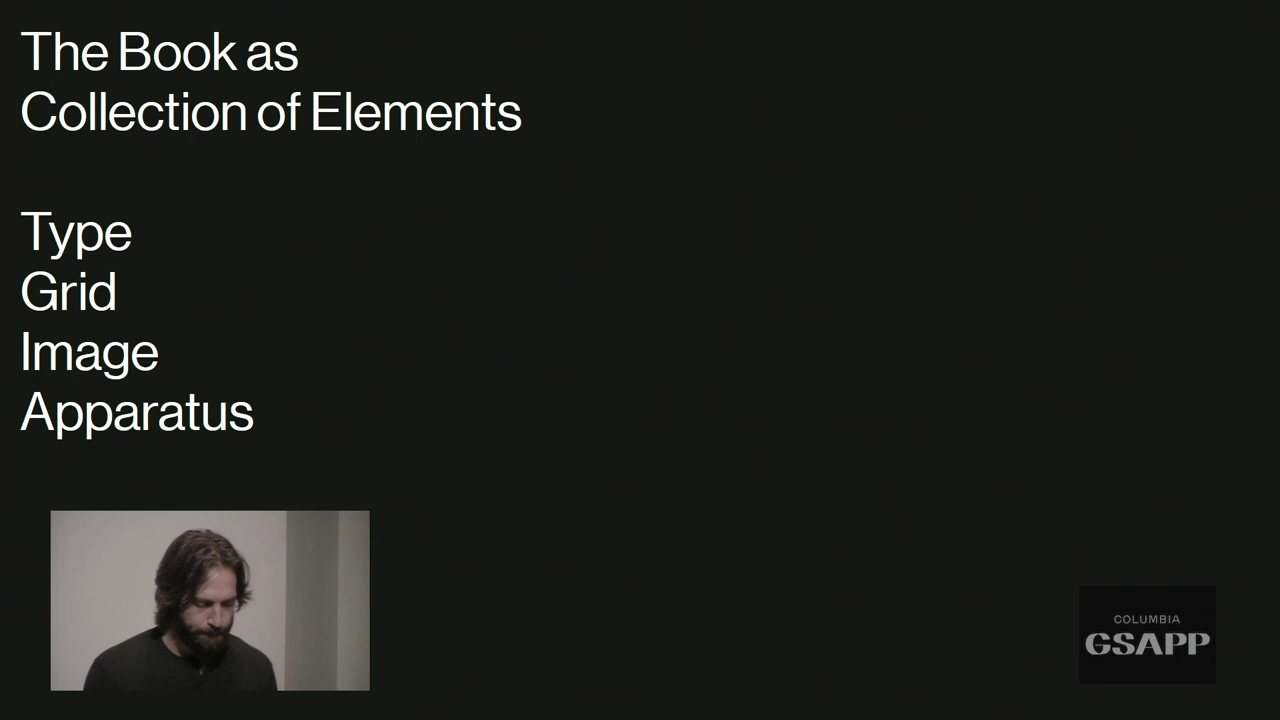 The Book as
Collection of Elements
Type
Grid
Image
Apparatus
COLUMBIA
GSAPP